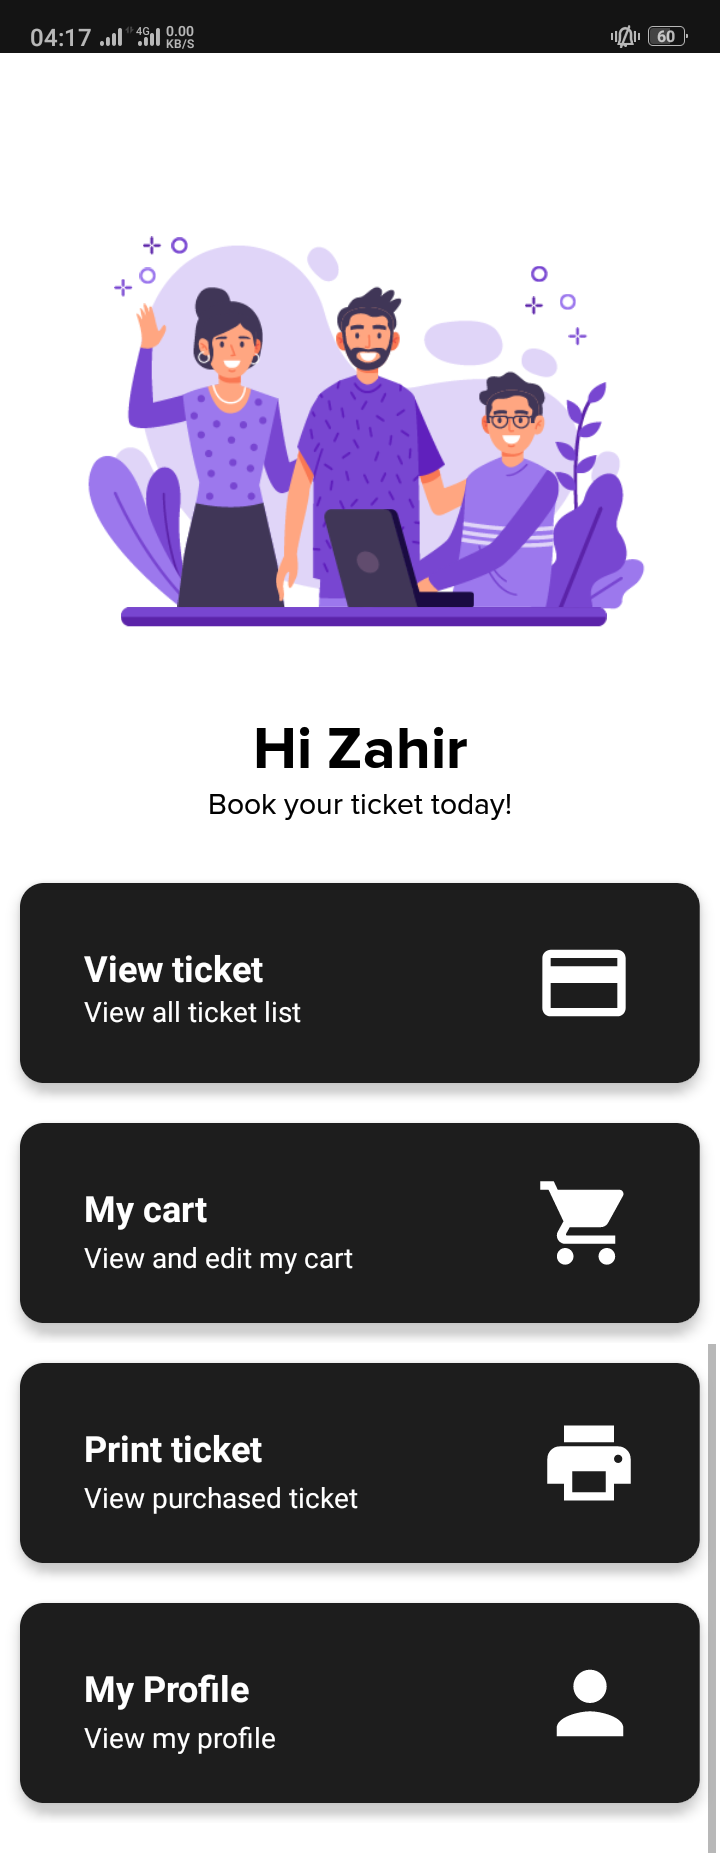 04:17 4G 0.00 KB/S 60
Hi Zahir
Book your ticket today!
View ticket
View all ticket list
My cart
View and edit my cart
Print ticket
View purchased ticket
My Profile
View my profile